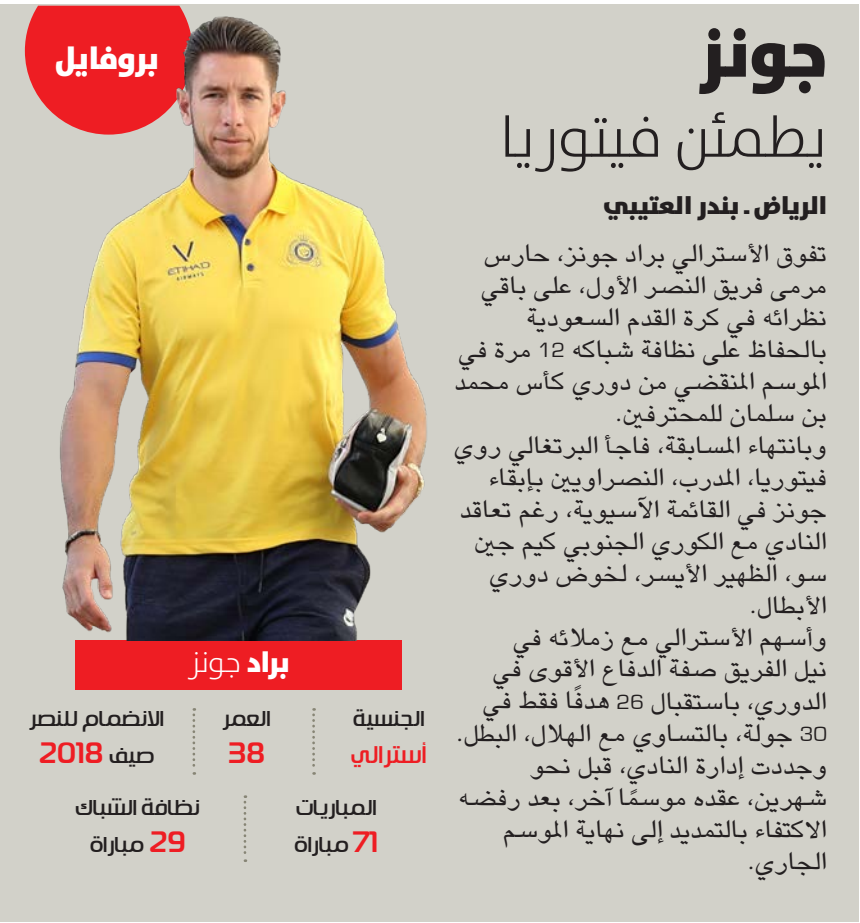 بروفايل
جونز
يطمئن فيتوريا
الرياض ـ بندر العتيبي
تفوق الأسترالي براد جونز، حارس
مرمى فريق النصر الأول، على باقي
نظرائه في كرة القدم السعودية
بالحفاظ على نظافة شباكه 12 مرة في
الموسم المنقضي من دوري كأس محمد
بن سلمان للمحترفين.
وبانتهاء المسابقة، فاجأ البرتغالي روي
فيتوريا، المدرب، النصراويين بإبقاء
جونز في القائمة الآسيوية، رغم تعاقد
النادي مع الكوري الجنوبي كيم جين
سو، الظهير الأيسر، لخوض دوري
الأبطال.
وأسهم الأسترالي مع زملائه في
نيل الفريق صفة الدفاع الأقوى في
الدوري، باستقبال 26 هدفًا فقط في
30 جولة، بالتساوي مع الهلال، البطل.
وجددت إدارة النادي، قبل نحو
شهرين، عقده موسمًا آخر، بعد رفضه
الاكتفاء بالتمديد إلى نهاية الموسم
الجاري.
ETIHAD
AIRWAYS
براد جونز
الجنسية
أسترالي
العمر
38
الانضمام للنصر
صيف 2018
المباريات
71 مباراة
نظافة الشباك
29 مباراة